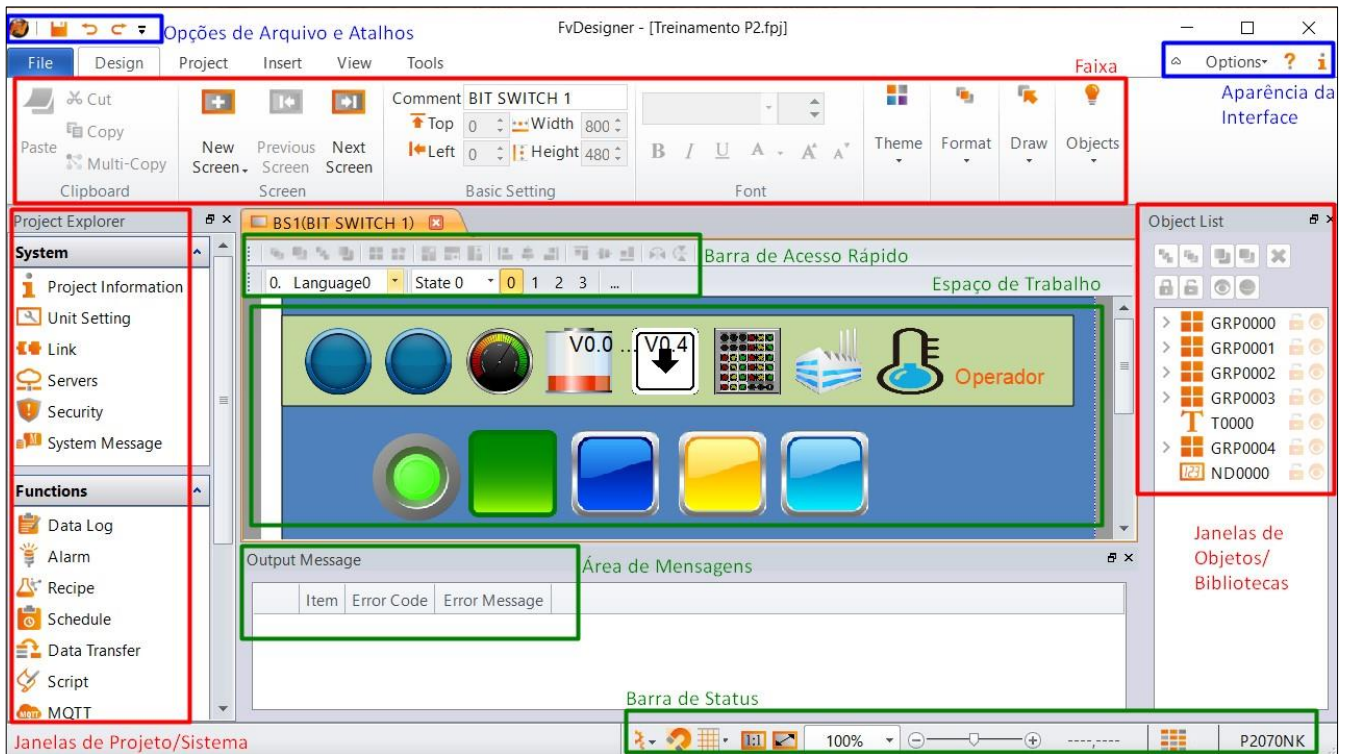 Opções de Arquivo e Atalhos
FvDesigner - [Treinamento P2.fpj]
File Design Project Insert View Tools
Faixa
Options
Aparência da
Interface
Paste
Cut
Copy
Multi-Copy
Clipboard
New
Screen
Previous
Screen
Next
Screen
Screen
Comment BIT SWITCH 1
Top 0 Width 800
Left 0 Height 480
Basic Setting
B I U A A A
Font
Theme
Format
Draw
Objects
Project Explorer
System
Project Information
Unit Setting
Link
Servers
Security
System Message
Functions
Data Log
Alarm
Recipe
Schedule
Data Transfer
Script
MQTT
Janelas de Projeto/Sistema
BS1(BIT SWITCH 1)
Barra de Acesso Rápido
0. Language0 State 0 0 1 2 3 ...
Espaço de Trabalho
V0.0 ... V0.4
Operador
Output Message
Área de Mensagens
Item Error Code Error Message
Barra de Status
1:1 100% ----,---- P2070NK
Object List
GRP0000
GRP0001
GRP0002
GRP0003
T0000
GRP0004
123 ND0000
Janelas de
Objetos/
Bibliotecas